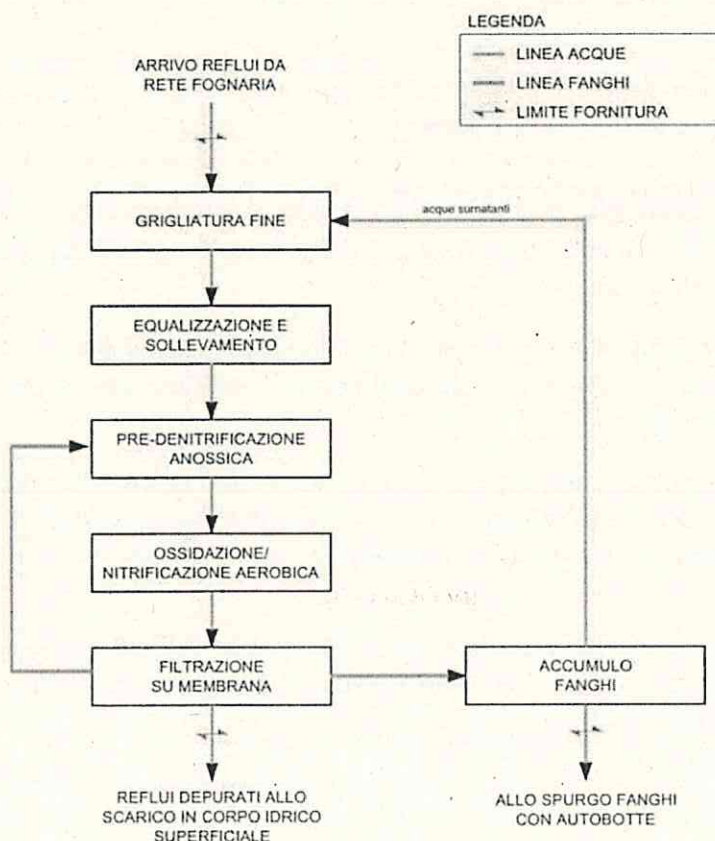 LEGENDA
LINEA ACQUE
LINEA FANGHI
LIMITE FORNITURA
ARRIVO REFLUI DA
RETE FOGNARIA
GRIGLIATURA FINE
acque surnatanti
EQUALIZZAZIONE E
SOLLEVAMENTO
PRE-DENITRIFICAZIONE
ANOSSICA
OSSIDAZIONE/
NITRIFICAZIONE AEROBICA
FILTRAZIONE
SU MEMBRANA
ACCUMULO
FANGHI
REFLUI DEPURATI ALLO
SCARICO IN CORPO IDRICO
SUPERFICIALE
ALLO SPURGO FANGHI
CON AUTOBOTTE